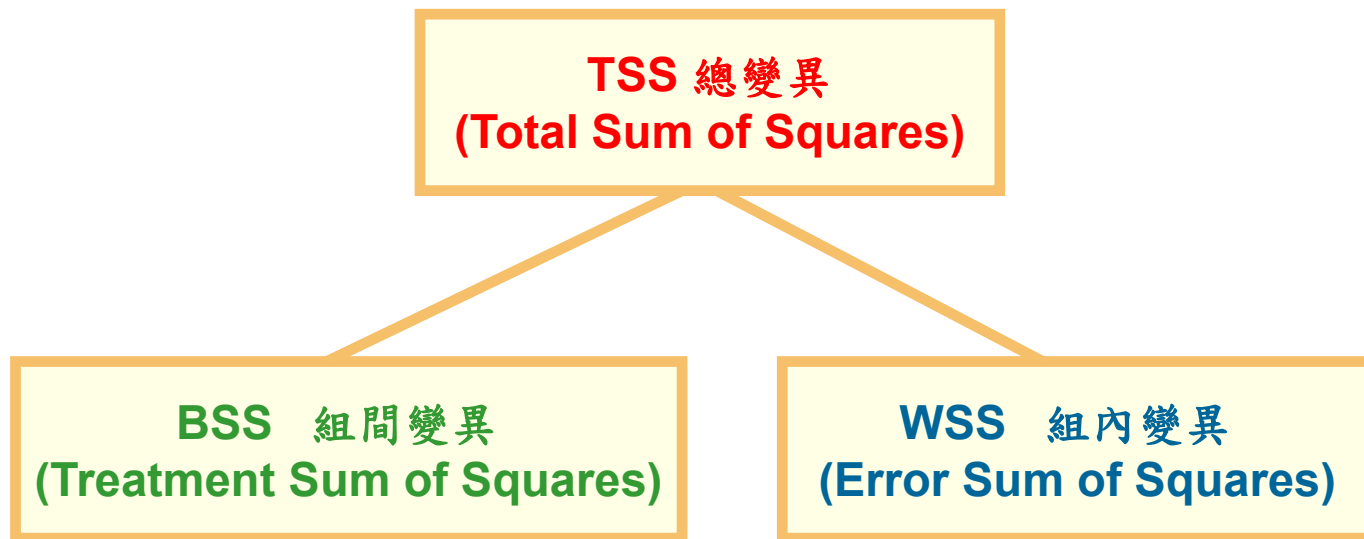 TSS 總變異
(Total Sum of Squares)
BSS 組間變異
(Treatment Sum of Squares)
WSS 組內變異
(Error Sum of Squares)